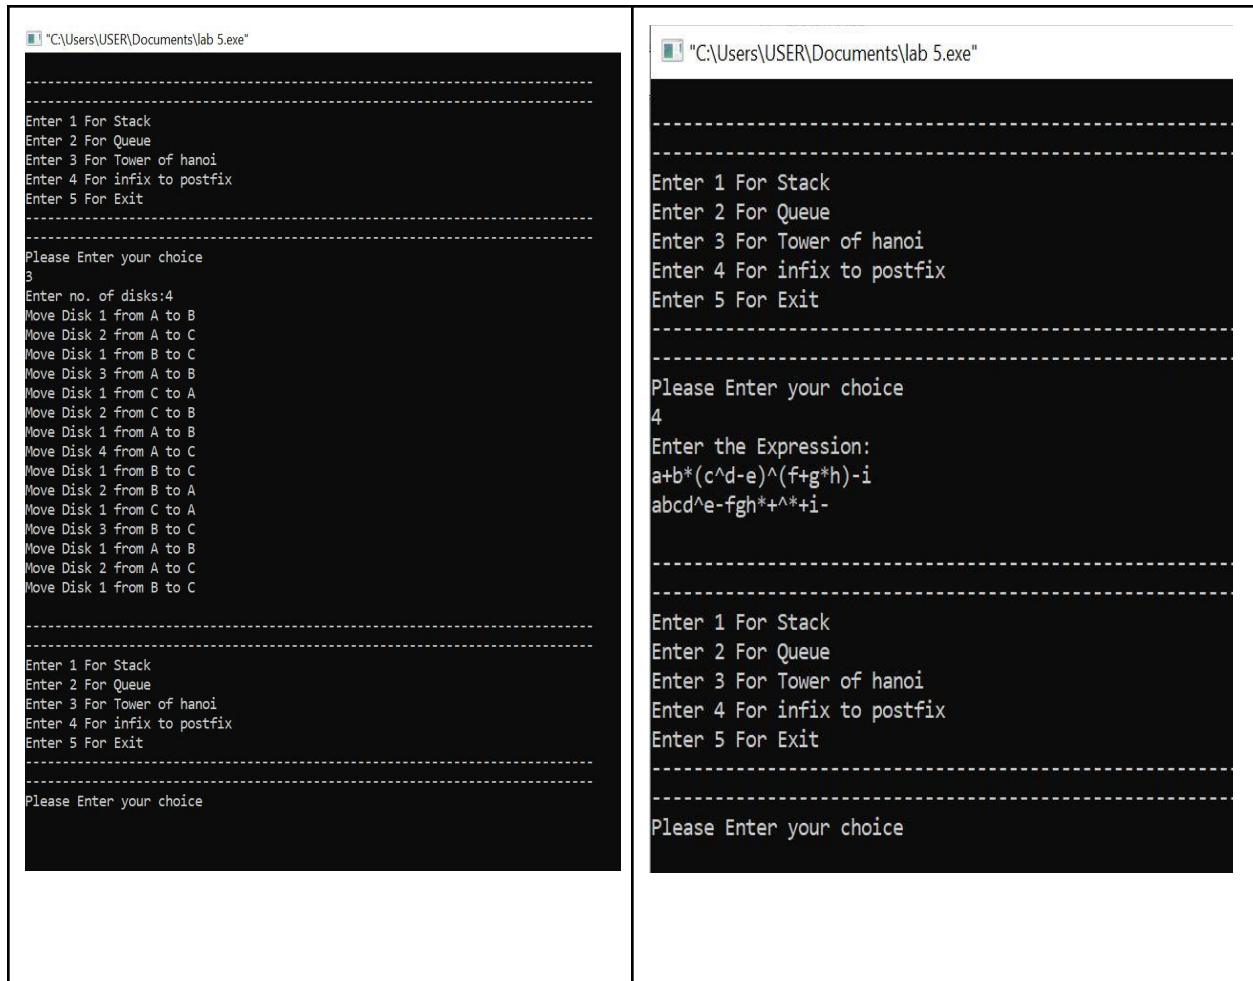 "C:\Users\USER\Documents\lab 5.exe"
------------------------------------------------------------------------------
------------------------------------------------------------------------------
Enter 1 For Stack
Enter 2 For Queue
Enter 3 For Tower of hanoi
Enter 4 For infix to postfix
Enter 5 For Exit
------------------------------------------------------------------------------
------------------------------------------------------------------------------
Please Enter your choice
3
Enter no. of disks:4
Move Disk 1 from A to B
Move Disk 2 from A to C
Move Disk 1 from B to C
Move Disk 3 from A to B
Move Disk 1 from C to A
Move Disk 2 from C to B
Move Disk 1 from A to B
Move Disk 4 from A to C
Move Disk 1 from B to C
Move Disk 2 from B to A
Move Disk 1 from C to A
Move Disk 3 from B to C
Move Disk 1 from A to B
Move Disk 2 from A to C
Move Disk 1 from B to C
------------------------------------------------------------------------------
------------------------------------------------------------------------------
Enter 1 For Stack
Enter 2 For Queue
Enter 3 For Tower of hanoi
Enter 4 For infix to postfix
Enter 5 For Exit
------------------------------------------------------------------------------
------------------------------------------------------------------------------
Please Enter your choice
"C:\Users\USER\Documents\lab 5.exe"
----------------------------------------------------
----------------------------------------------------
Enter 1 For Stack
Enter 2 For Queue
Enter 3 For Tower of hanoi
Enter 4 For infix to postfix
Enter 5 For Exit
----------------------------------------------------
----------------------------------------------------
Please Enter your choice
4
Enter the Expression:
a+b*(c^d-e)^(f+g*h)-i
abcd^e-fgh*+^*+i-
----------------------------------------------------
----------------------------------------------------
Enter 1 For Stack
Enter 2 For Queue
Enter 3 For Tower of hanoi
Enter 4 For infix to postfix
Enter 5 For Exit
----------------------------------------------------
----------------------------------------------------
Please Enter your choice